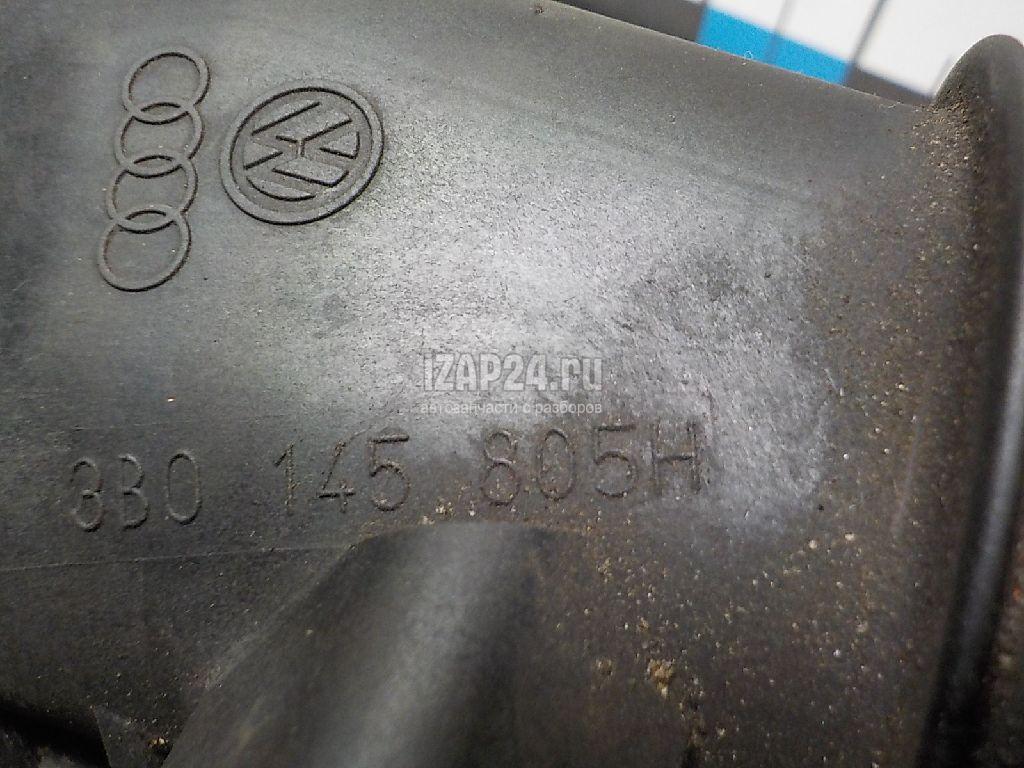 IZAP24.ru
автозапчасти с разборов
3B0 145 805H